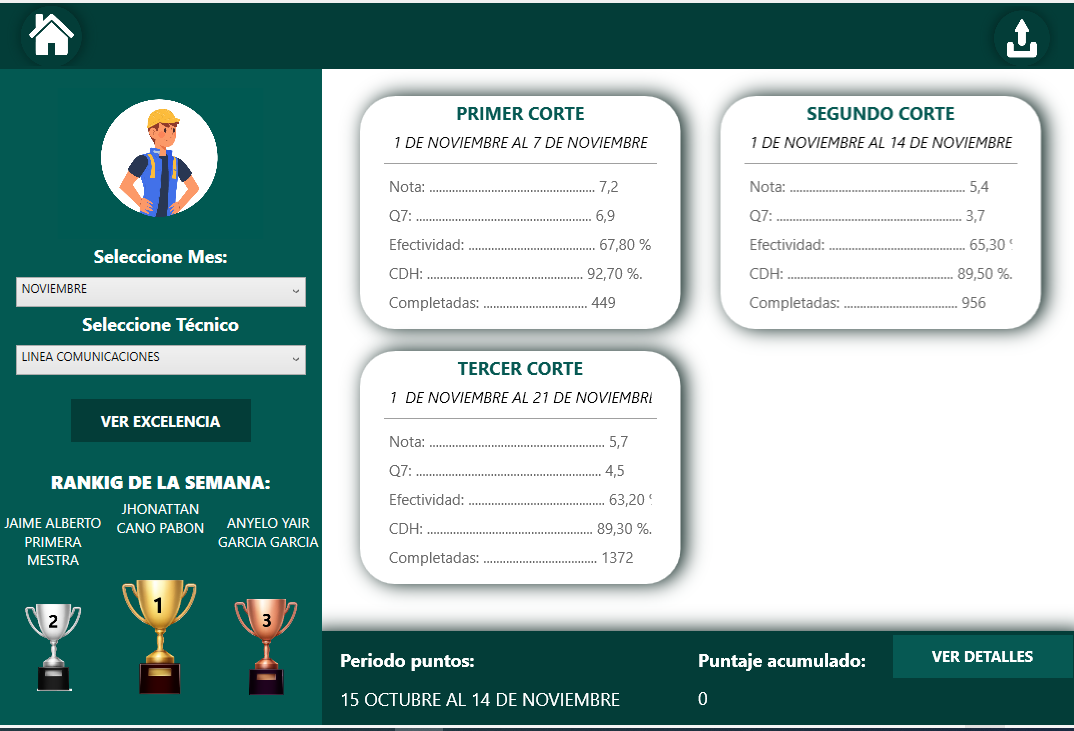 Seleccione Mes:
NOVIEMBRE
Seleccione Técnico
LINEA COMUNICACIONES
VER EXCELENCIA
RANKIG DE LA SEMANA:
JAIME ALBERTO
PRIMERA
MESTRA
JHONATTAN
CANO PABON
ANYELO YAIR
GARCIA GARCIA
2
1
3
PRIMER CORTE
1 DE NOVIEMBRE AL 7 DE NOVIEMBRE
Nota: .......................................... 7,2
Q7: ............................................ 6,9
Efectividad: ................................ 67,80 %
CDH: ....................................... 92,70 %.
Completadas: .......................... 449
SEGUNDO CORTE
1 DE NOVIEMBRE AL 14 DE NOVIEMBRE
Nota: ............................................ 5,4
Q7: ............................................... 3,7
Efectividad: .................................. 65,30 %
CDH: .......................................... 89,50 %.
Completadas: ............................. 956
TERCER CORTE
1  DE NOVIEMBRE AL 21 DE NOVIEMBRE
Nota: ............................................ 5,7
Q7: ............................................... 4,5
Efectividad: .................................. 63,20 %
CDH: .......................................... 89,30 %.
Completadas: ............................. 1372
Periodo puntos:
15 OCTUBRE AL 14 DE NOVIEMBRE
Puntaje acumulado:
0
VER DETALLES